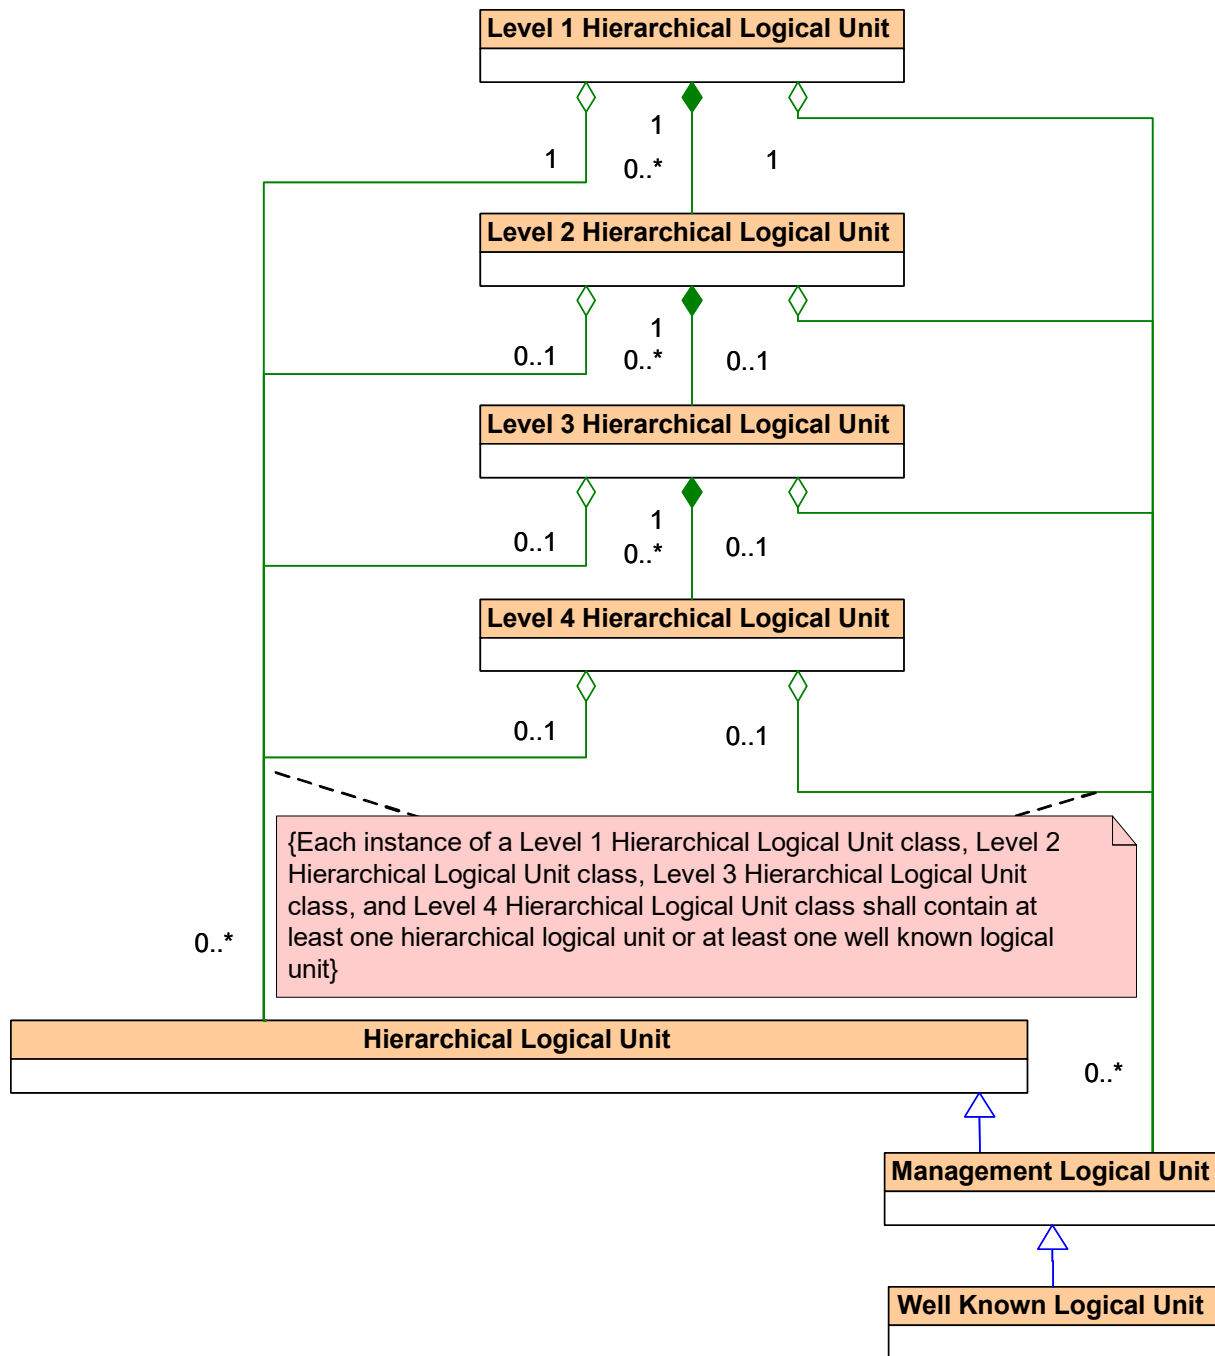 Level 1 Hierarchical Logical Unit
1
1
0..*
1
Level 2 Hierarchical Logical Unit
1
0..1
0..*
0..1
Level 3 Hierarchical Logical Unit
1
0..1
0..*
0..1
Level 4 Hierarchical Logical Unit
0..1
0..1
{Each instance of a Level 1 Hierarchical Logical Unit class, Level 2
Hierarchical Logical Unit class, Level 3 Hierarchical Logical Unit
class, and Level 4 Hierarchical Logical Unit class shall contain at
least one hierarchical logical unit or at least one well known logical
unit}
0..*
Hierarchical Logical Unit
0..*
Management Logical Unit
Well Known Logical Unit